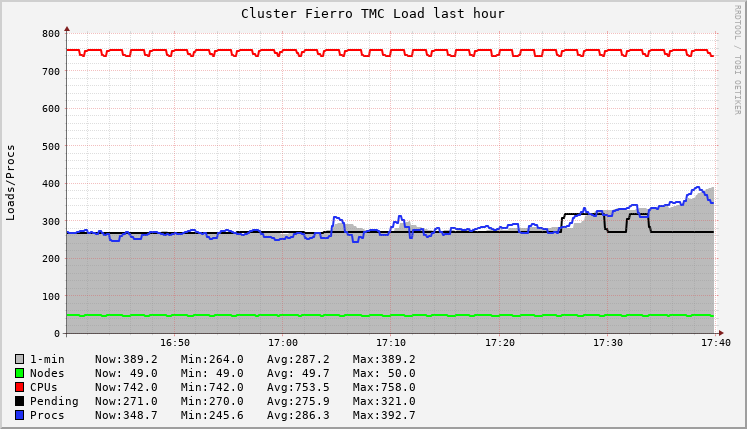 Cluster Fierro TMC Load last hour
RRDTOOL / TOBI OETIKER
Loads/Procs
800
700
600
500
400
300
200
100
0
16:50 17:00 17:10 17:20 17:30 17:40
1-min Now:389.2 Min:264.0 Avg:287.2 Max:389.2
Nodes Now: 49.0 Min: 49.0 Avg: 49.7 Max: 50.0
CPUs Now:742.0 Min:742.0 Avg:753.5 Max:758.0
Pending Now:271.0 Min:270.0 Avg:275.9 Max:321.0
Procs Now:348.7 Min:245.6 Avg:286.3 Max:392.7